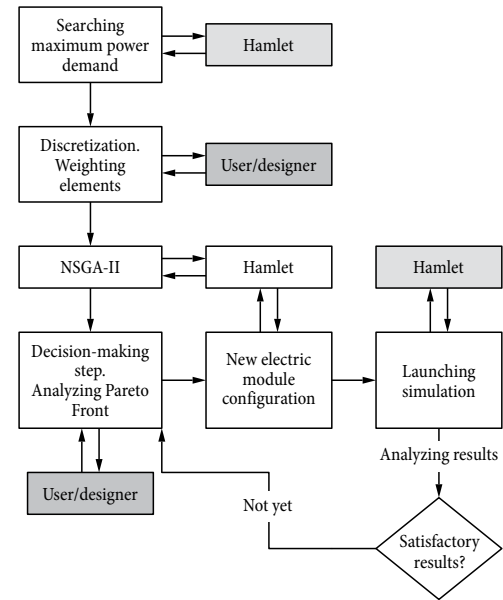 Searching
maximum power
demand
Hamlet
Discretization.
Weighting
elements
User/designer
NSGA-II
Hamlet
Hamlet
Decision-making
step.
Analyzing Pareto
Front
New electric
module
configuration
Launching
simulation
User/designer
Analyzing results
Not yet
Satisfactory
results?